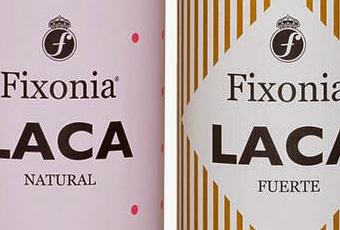 f
Fixonia®
LACA
NATURAL
f
Fixonia
LACA
FUERTE